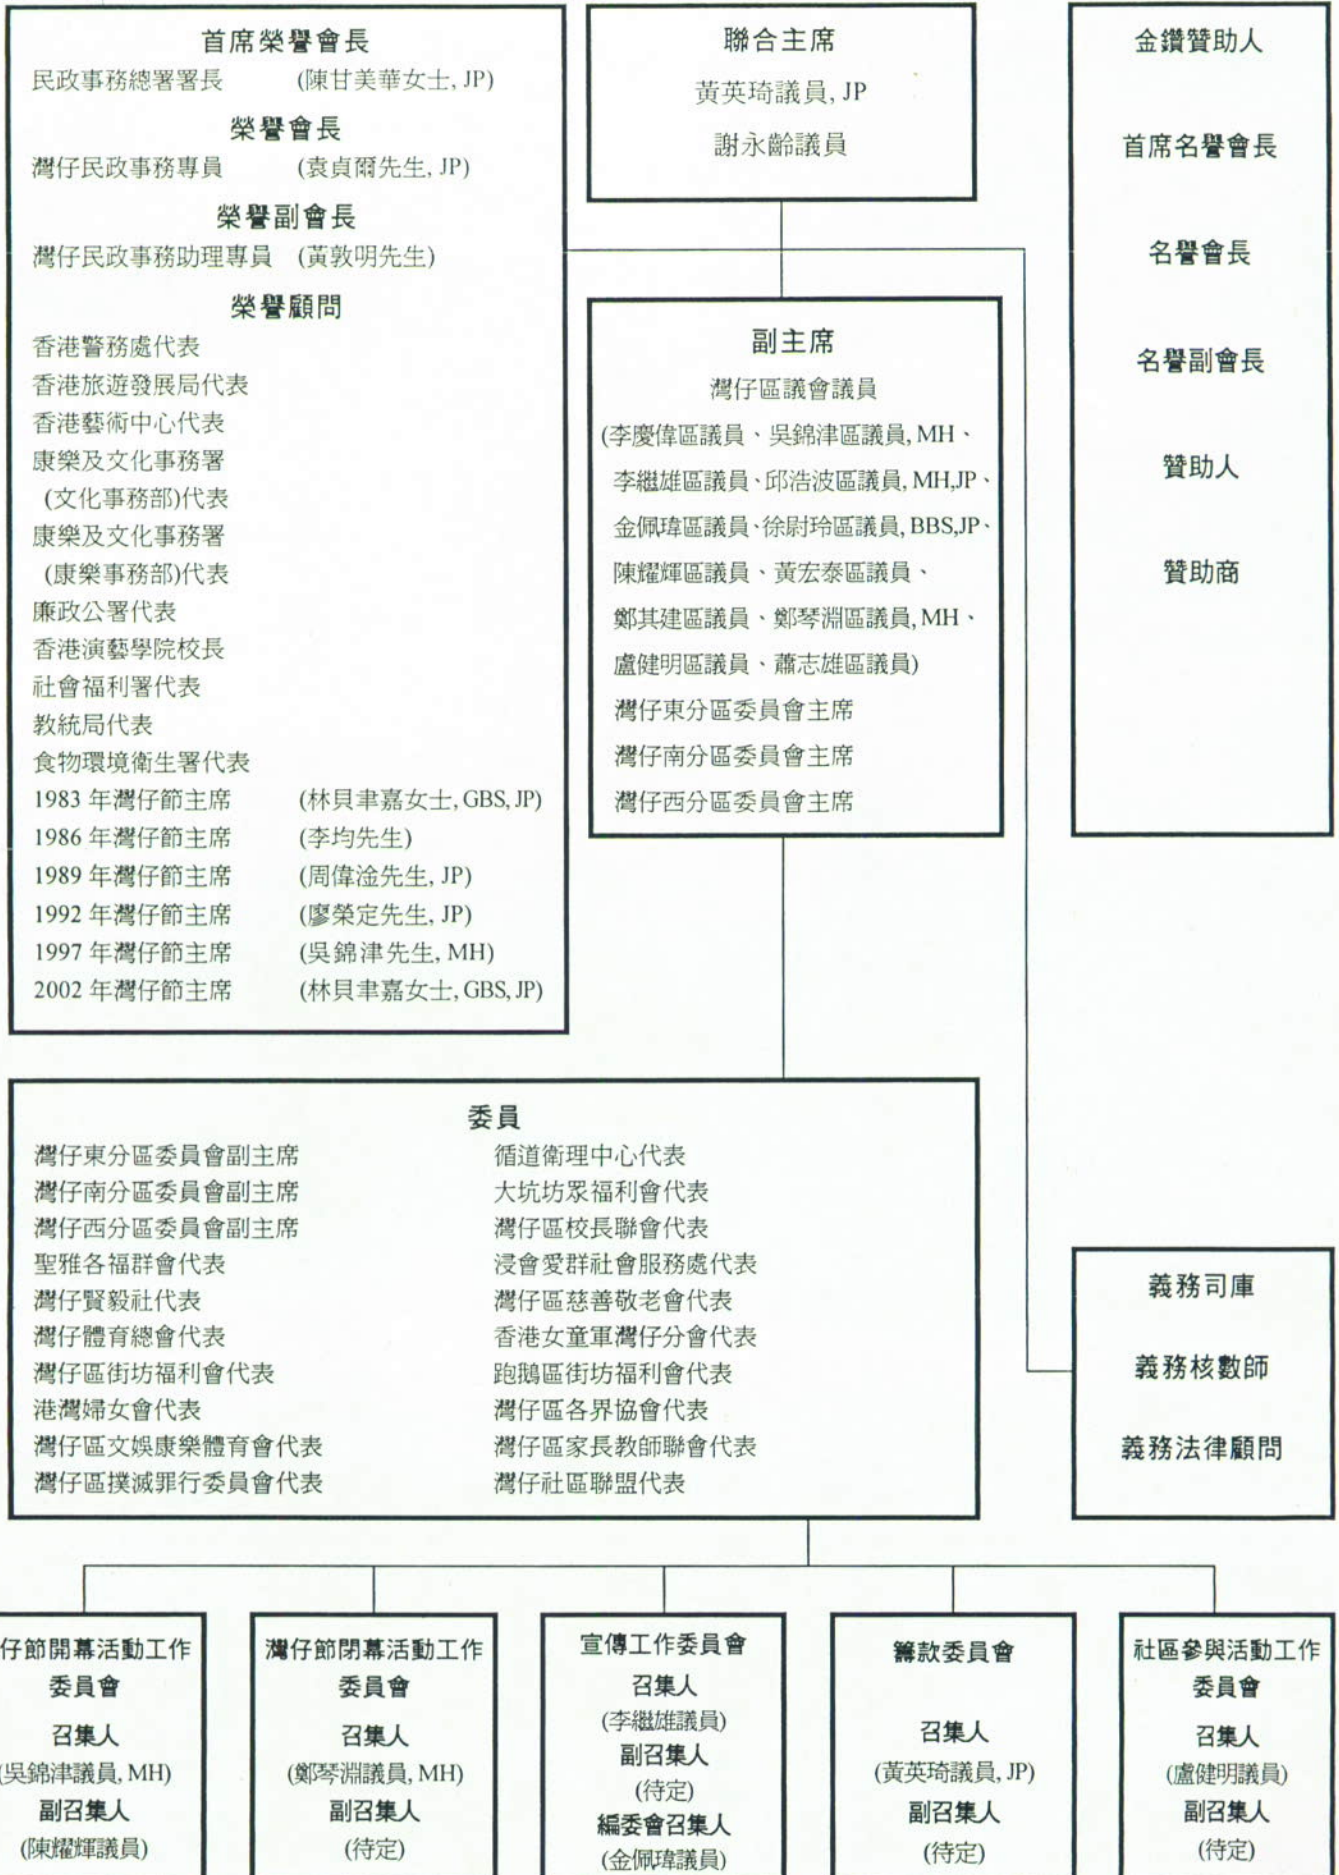 首席榮譽會長
民政事務總署署長 (陳甘美華女士, JP)
榮譽會長
灣仔民政事務專員 (袁貞爾先生, JP)
榮譽副會長
灣仔民政事務助理專員 (黃敦明先生)
榮譽顧問
香港警務處代表
香港旅遊發展局代表
香港藝術中心代表
康樂及文化事務署
(文化事務部)代表
康樂及文化事務署
(康樂事務部)代表
廉政公署代表
香港演藝學院校長
社會福利署代表
教統局代表
食物環境衛生署代表
1983 年灣仔節主席 (林貝聿嘉女士, GBS, JP)
1986 年灣仔節主席 (李均先生)
1989 年灣仔節主席 (周偉淦先生, JP)
1992 年灣仔節主席 (廖榮定先生, JP)
1997 年灣仔節主席 (吳錦津先生, MH)
2002 年灣仔節主席 (林貝聿嘉女士, GBS, JP)
聯合主席
黃英琦議員, JP
謝永齡議員
副主席
灣仔區議會議員
(李慶偉區議員、吳錦津區議員, MH、
李繼雄區議員、邱浩波區議員, MH,JP、
金佩瑋區議員、徐尉玲區議員, BBS,JP、
陳耀輝區議員、黃宏泰區議員、
鄭其建區議員、鄭琴淵區議員, MH、
盧健明區議員、蕭志雄區議員)
灣仔東分區委員會主席
灣仔南分區委員會主席
灣仔西分區委員會主席
金鑽贊助人
首席名譽會長
名譽會長
名譽副會長
贊助人
贊助商
委員
灣仔東分區委員會副主席
灣仔南分區委員會副主席
灣仔西分區委員會副主席
聖雅各福群會代表
灣仔賢毅社代表
灣仔體育總會代表
灣仔區街坊福利會代表
港灣婦女會代表
灣仔區文娛康樂體育會代表
灣仔區撲滅罪行委員會代表
循道衛理中心代表
大坑坊眾福利會代表
灣仔區校長聯會代表
浸會愛群社會服務處代表
灣仔區慈善敬老會代表
香港女童軍灣仔分會代表
跑鵝區街坊福利會代表
灣仔區各界協會代表
灣仔區家長教師聯會代表
灣仔社區聯盟代表
義務司庫
義務核數師
義務法律顧問
仔節開幕活動工作
委員會
召集人
(吳錦津議員, MH)
副召集人
(陳耀輝議員)
灣仔節閉幕活動工作
委員會
召集人
(鄭琴淵議員, MH)
副召集人
(待定)
宣傳工作委員會
召集人
(李繼雄議員)
副召集人
(待定)
編委會召集人
(金佩瑋議員)
籌款委員會
召集人
(黃英琦議員, JP)
副召集人
(待定)
社區參與活動工作
委員會
召集人
(盧健明議員)
副召集人
(待定)